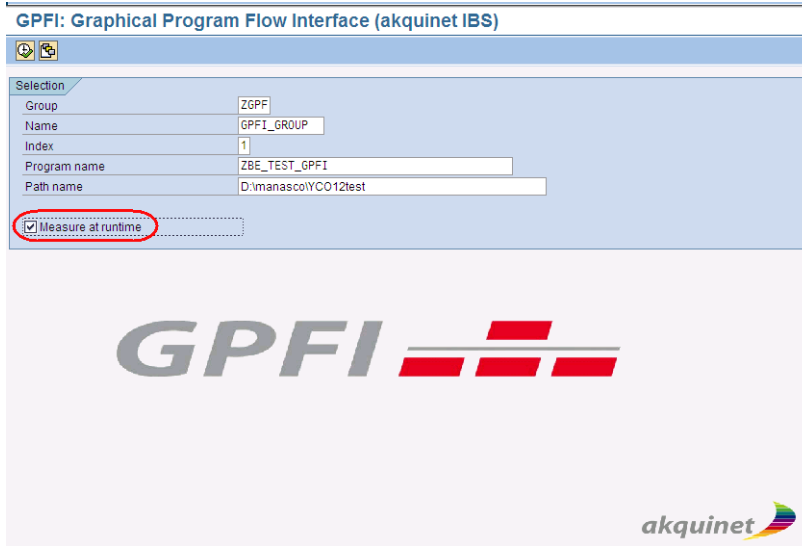 GPFI: Graphical Program Flow Interface (akquinet IBS)
Selection
Group ZGPF
Name GPFI_GROUP
Index 1
Program name ZBE_TEST_GPFI
Path name D:\manasco\YCO12test
Measure at runtime
GPFI
akquinet